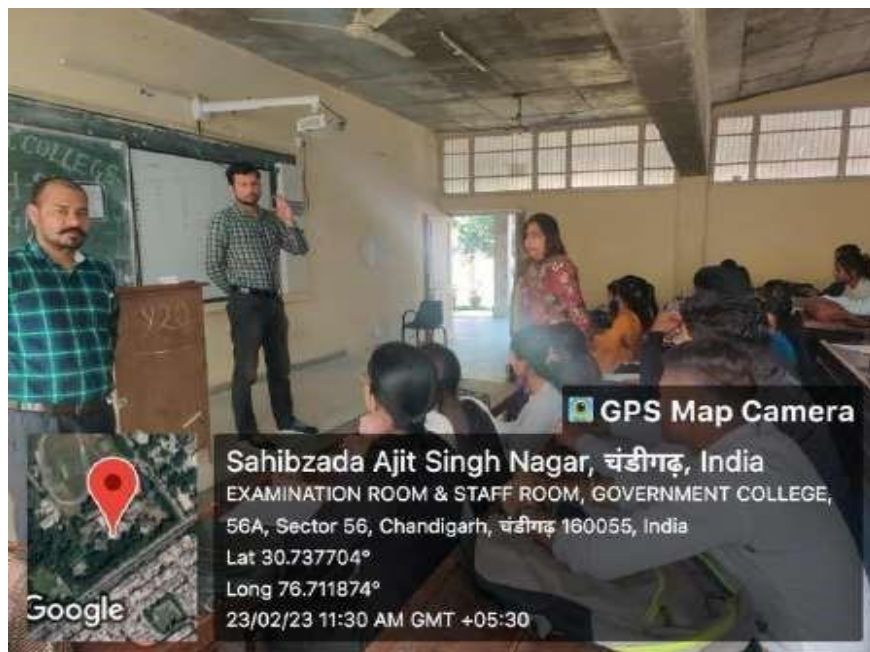 COLLEGE
Y20
GPS Map Camera
Sahibzada Ajit Singh Nagar, चंडीगढ़, India
EXAMINATION ROOM & STAFF ROOM, GOVERNMENT COLLEGE,
56A, Sector 56, Chandigarh, चंडीगढ़ 160055, India
Lat 30.737704°
Long 76.711874°
23/02/23 11:30 AM GMT +05:30
Google